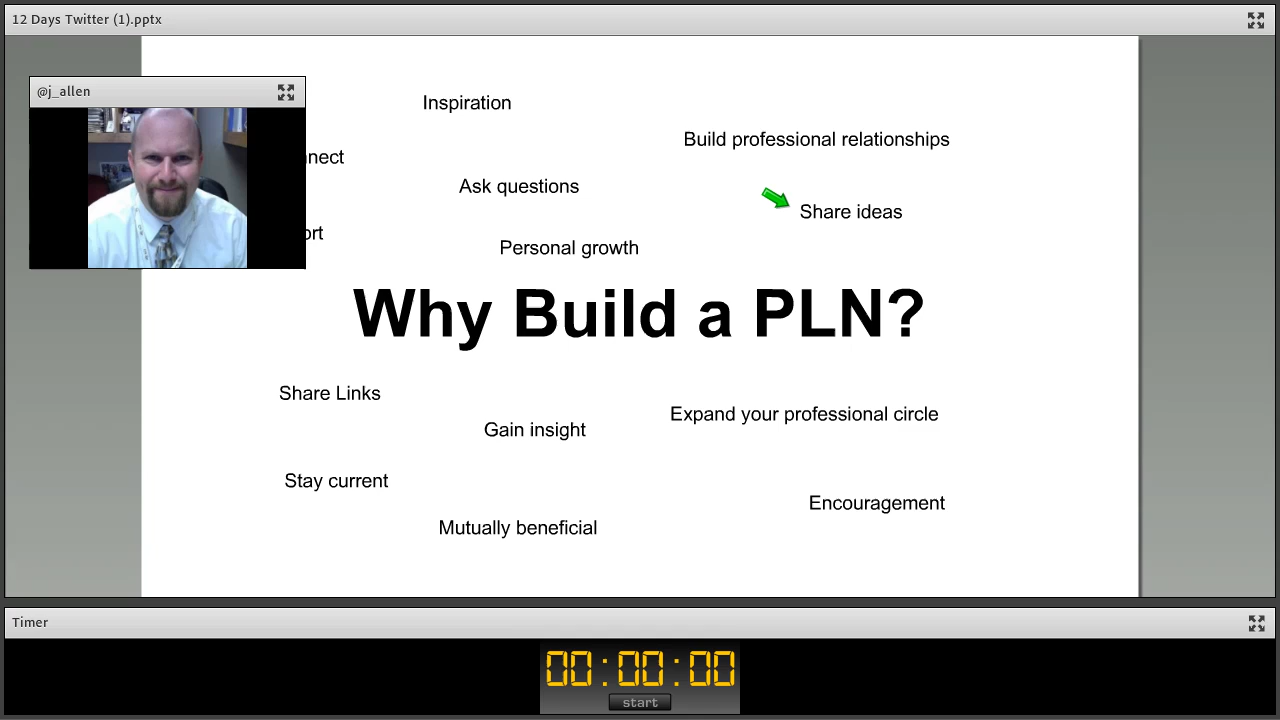 12 Days Twitter (1).pptx
@j_allen
Inspiration
Build professional relationships
nnect
Ask questions
Share ideas
ort
Personal growth
Why Build a PLN?
Share Links
Expand your professional circle
Gain insight
Stay current
Encouragement
Mutually beneficial
Timer
00:00:00
start